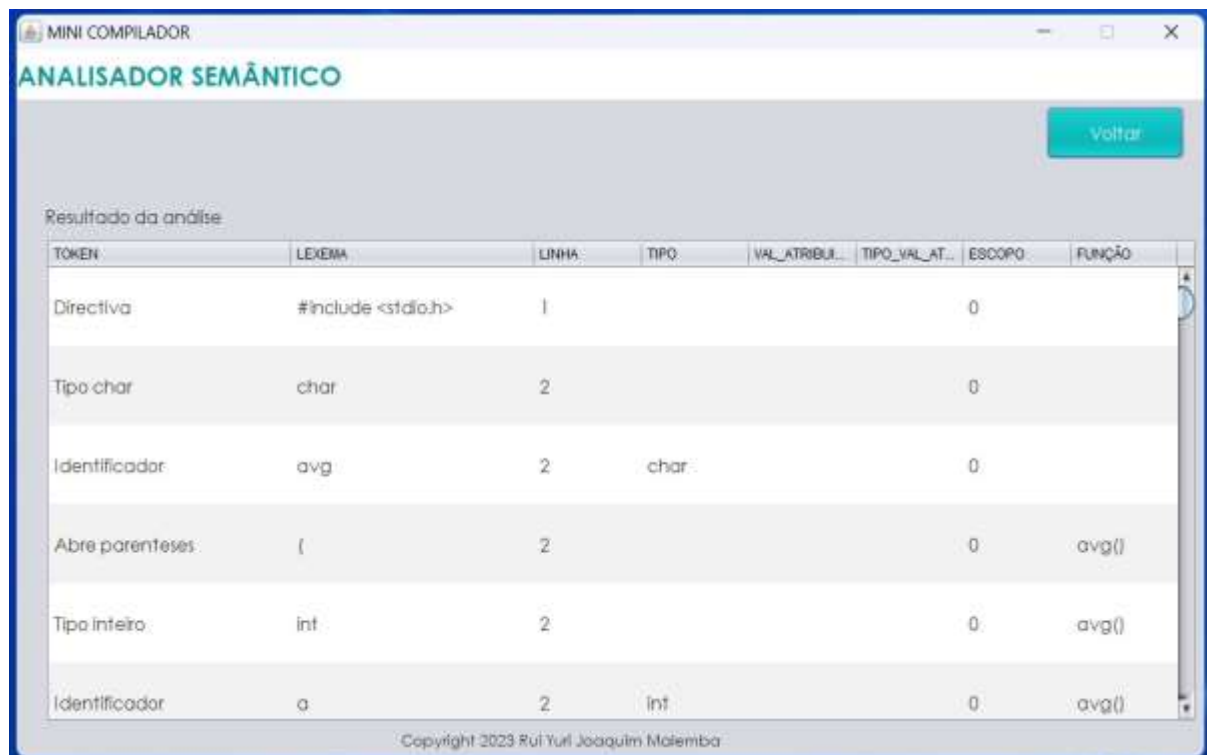 MINI COMPILADOR
ANALISADOR SEMÂNTICO
Voltar
Resultado da análise
TOKEN LEXEMA LINHA TIPO VAL_ATRIBUI... TIPO_VAL_AT... ESCOPO FUNÇÃO
Directiva #include <stdio.h> 1 0
Tipo char char 2 0
Identificador avg 2 char 0
Abre parenteses ( 2 0 avg()
Tipo inteiro int 2 0 avg()
Identificador a 2 int 0 avg()
Copyright 2023 Rui Yuri Joaquim Malemba